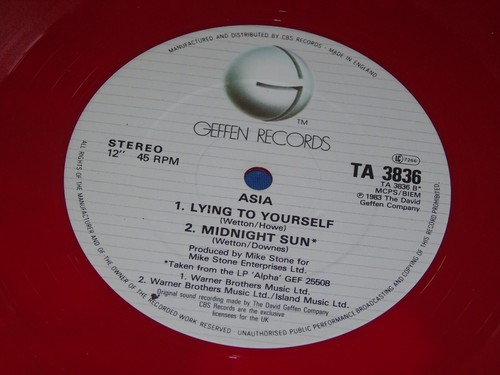 MANUFACTURED AND DISTRIBUTED BY CBS RECORDS · MADE IN ENGLAND
TM
GEFFEN RECORDS
STEREO
12" 45 RPM
7266
TA 3836
TA 3836 B*
MCPS/BIEM
℗1983 The David
Geffen Company
ASIA
1. LYING TO YOURSELF
(Wetton/Howe)
2. MIDNIGHT SUN*
(Wetton/Downes)
Produced by Mike Stone for
Mike Stone Enterprises Ltd.
*Taken from the LP 'Alpha' GEF 25508
1. Warner Brothers Music Ltd.
2. Warner Brothers Music Ltd./Island Music Ltd.
Original sound recording made by The David Geffen Company
CBS Records are the exclusive
licensees for the UK
ALL RIGHTS OF THE MANUFACTURER AND OF THE OWNER OF THE RECORDED WORK RESERVED · UNAUTHORISED PUBLIC PERFORMANCE BROADCASTING AND COPYING OF THIS RECORD PROHIBITED